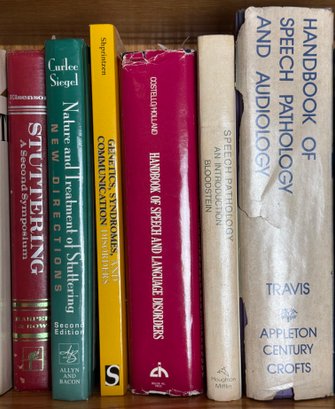 Eisenson
STUTTERING
A Second Symposium
HARPER
& ROW
Curlee
Siegel
Nature and Treatment of Stuttering
NEW DIRECTIONS
Second
Edition
ALLYN
AND
BACON
Shprintzen
GENETICS, SYNDROMES, AND
COMMUNICATION DISORDERS
S
COSTELLO/HOLLAND
HANDBOOK OF SPEECH AND LANGUAGE DISORDERS
SPEECH PATHOLOGY
AN INTRODUCTION
BLOODSTEIN
Houghton
Mifflin
HANDBOOK OF
SPEECH PATHOLOGY
AND AUDIOLOGY
TRAVIS
APPLETON
CENTURY
CROFTS